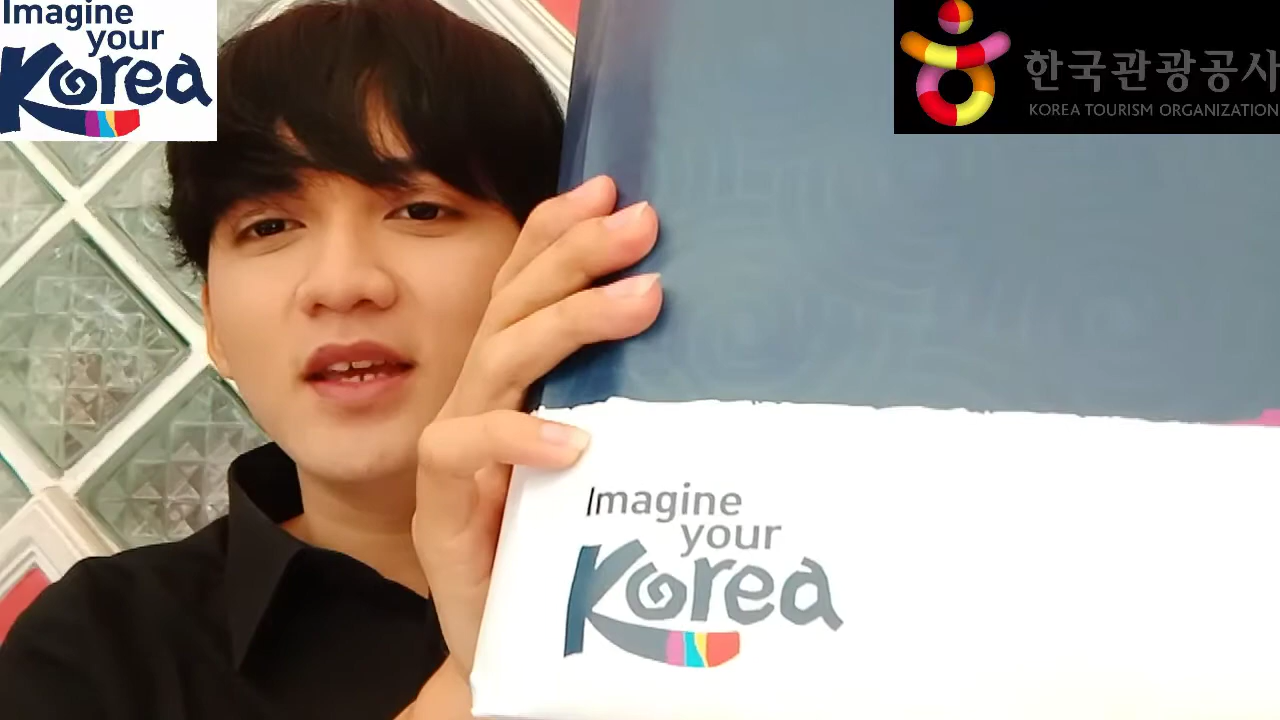 Imagine
your
Korea
한국관광공사
KOREA TOURISM ORGANIZATION
Imagine
your
Korea